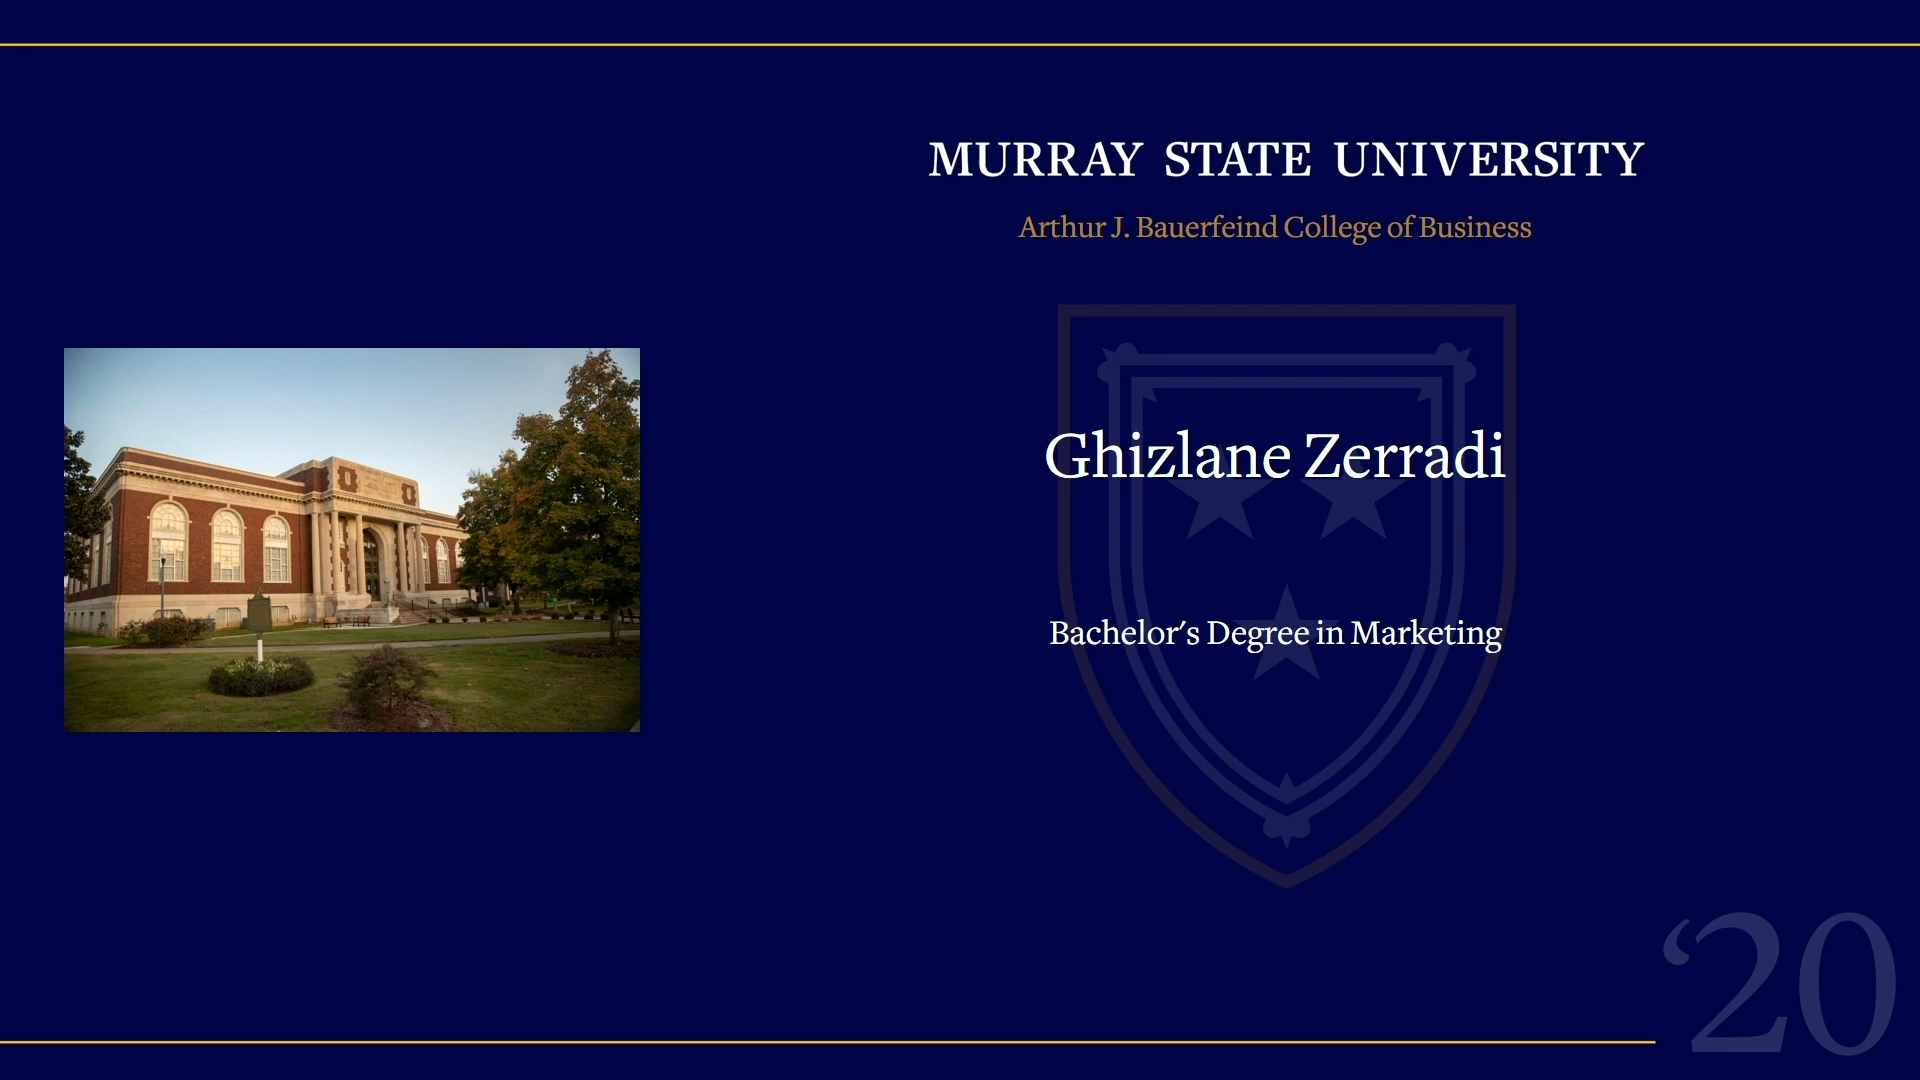 MURRAY STATE UNIVERSITY
Arthur J. Bauerfeind College of Business
Ghizlane Zerradi
Bachelor's Degree in Marketing
‘20